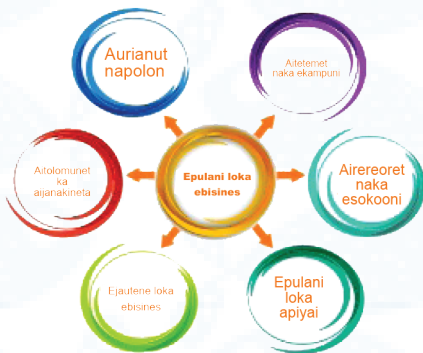 Aurianut
napolon
Aitetemet
naka ekampuni
Aitolomunet
ka
aijanakineta
Epulani loka
ebisines
Airereoret
naka
esokooni
Ejautene loka
ebisines
Epulani
loka
apiyai